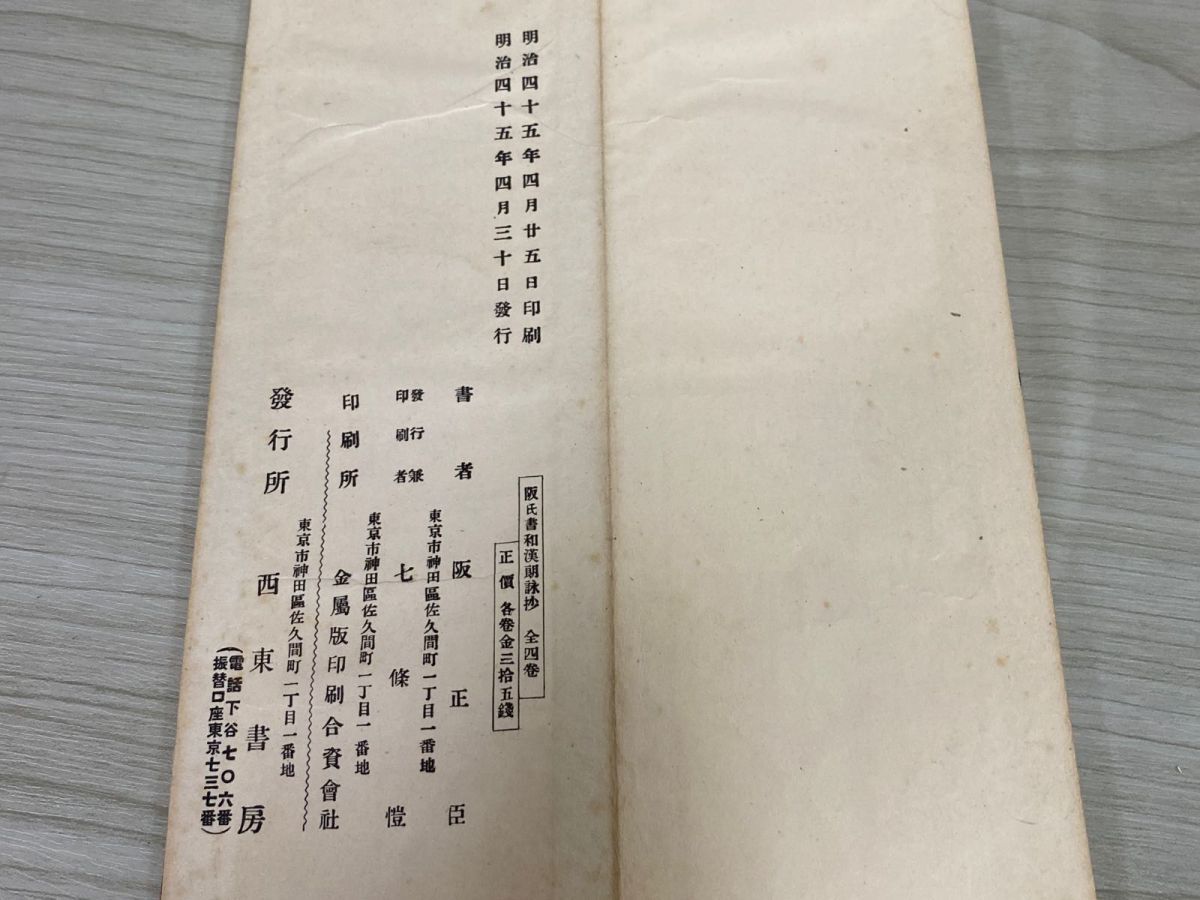 明治四十五年四月廿五日印刷
明治四十五年四月三十日發行
阪氏書和漢朗詠抄 全四卷
正價 各卷金三拾五錢
書者 阪正臣
東京市神田區佐久間町一丁目一番地
發行兼
印刷者 七條愷
東京市神田區佐久間町一丁目一番地
印刷所 金屬版印刷合資會社
東京市神田區佐久間町一丁目一番地
發行所 西東書房
(電話下谷七〇六番
振替口座東京七三七番)